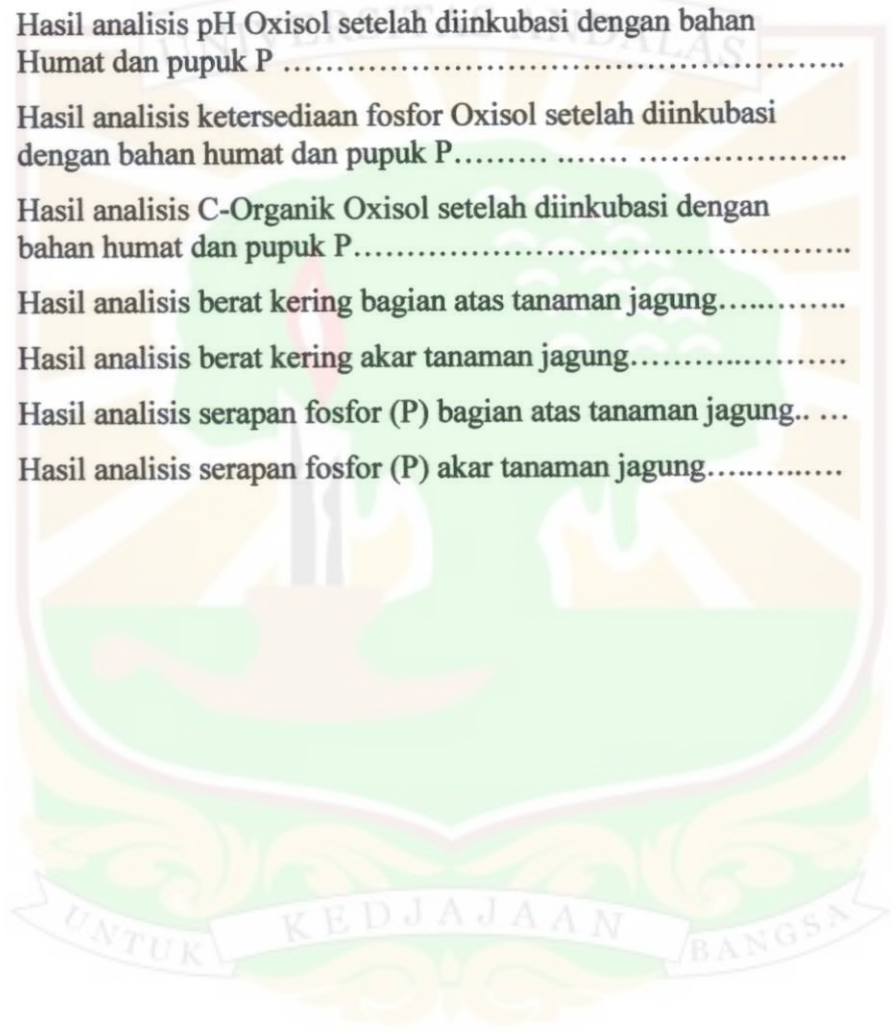 UNIVERSITAS ANDALAS
Hasil analisis pH Oxisol setelah diinkubasi dengan bahan
Humat dan pupuk P ……………………………………………………..
Hasil analisis ketersediaan fosfor Oxisol setelah diinkubasi
dengan bahan humat dan pupuk P……… ……. ………………….
Hasil analisis C-Organik Oxisol setelah diinkubasi dengan
bahan humat dan pupuk P……………………………………………….
Hasil analisis berat kering bagian atas tanaman jagung…..……..
Hasil analisis berat kering akar tanaman jagung………..…………
Hasil analisis serapan fosfor (P) bagian atas tanaman jagung.. …
Hasil analisis serapan fosfor (P) akar tanaman jagung…..………
UNTUK KEDJAJAAN BANGSA